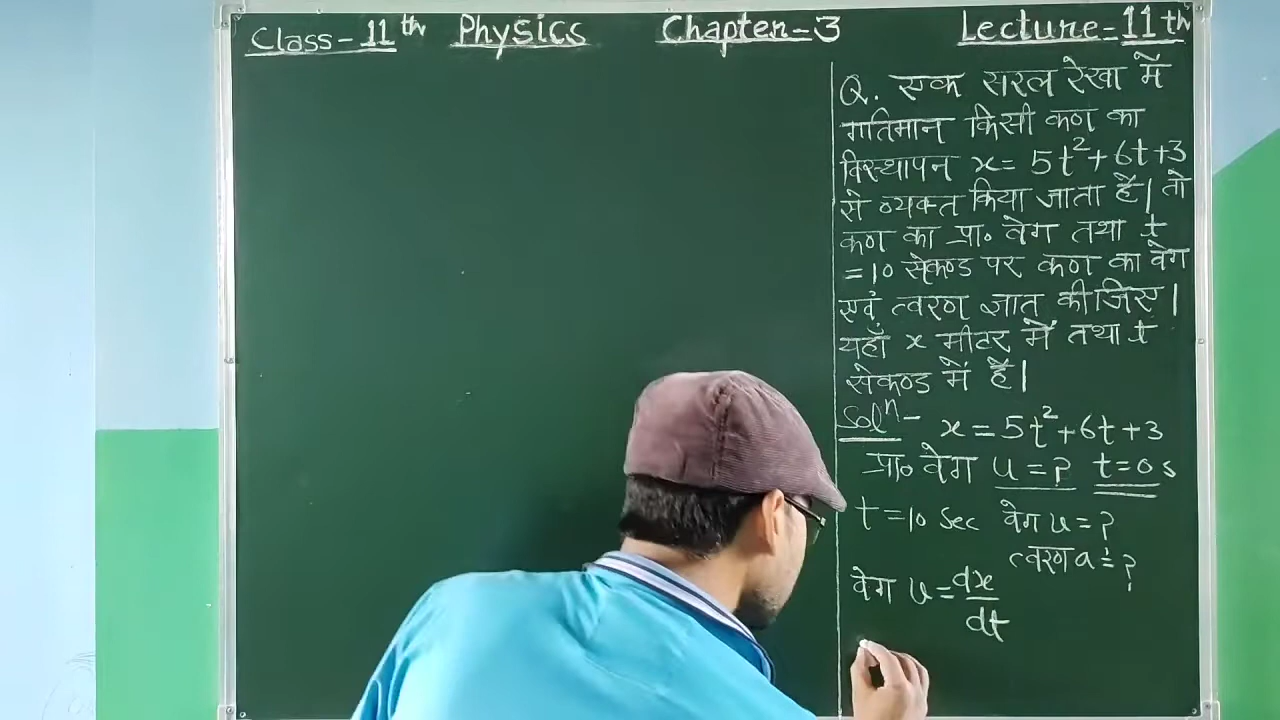 Class-11th Physics Chapter-3 Lecture-11th
Q. एक सरल रेखा में
गतिमान किसी कण का
विस्थापन x= 5t²+6t+3
से व्यक्त किया जाता है। तो
कण का प्रा० वेग तथा t
=10 सेकण्ड पर कण का वेग
एवं त्वरण ज्ञात कीजिए।
यहाँ x मीटर में तथा t
सेकण्ड में है।
Solⁿ- x=5t²+6t+3
प्रा० वेग u=? t=0s
t=10 Sec वेग v=?
त्वरण a=?
वेग v=dx/dt